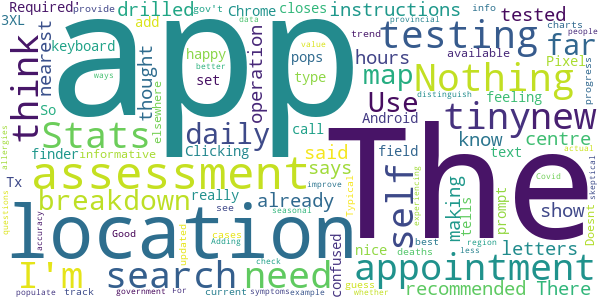 Required: provide gov't Chrome closes instructions
3XL nearest drilled add tested testing far
think keyboard happy pops hours map Nothing
thought set type Android Pixel
So elsewhere operation Use tinynew
Stats daily call feeling
assessment finder informative Clicking said field know text centre
breakdown really already says self prompt show
location
I'm search need confused making tells appointment
Tx nice letters
recommended There Doesnt
app The
allergies questions accuracy Good updated cases Adding see improve seasonal
populate track government For check current symptoms example
Typical guess whether deaths best region less
data trend ways better value distinguish provincial available info charts people progress
experiencing Covid actual skeptical